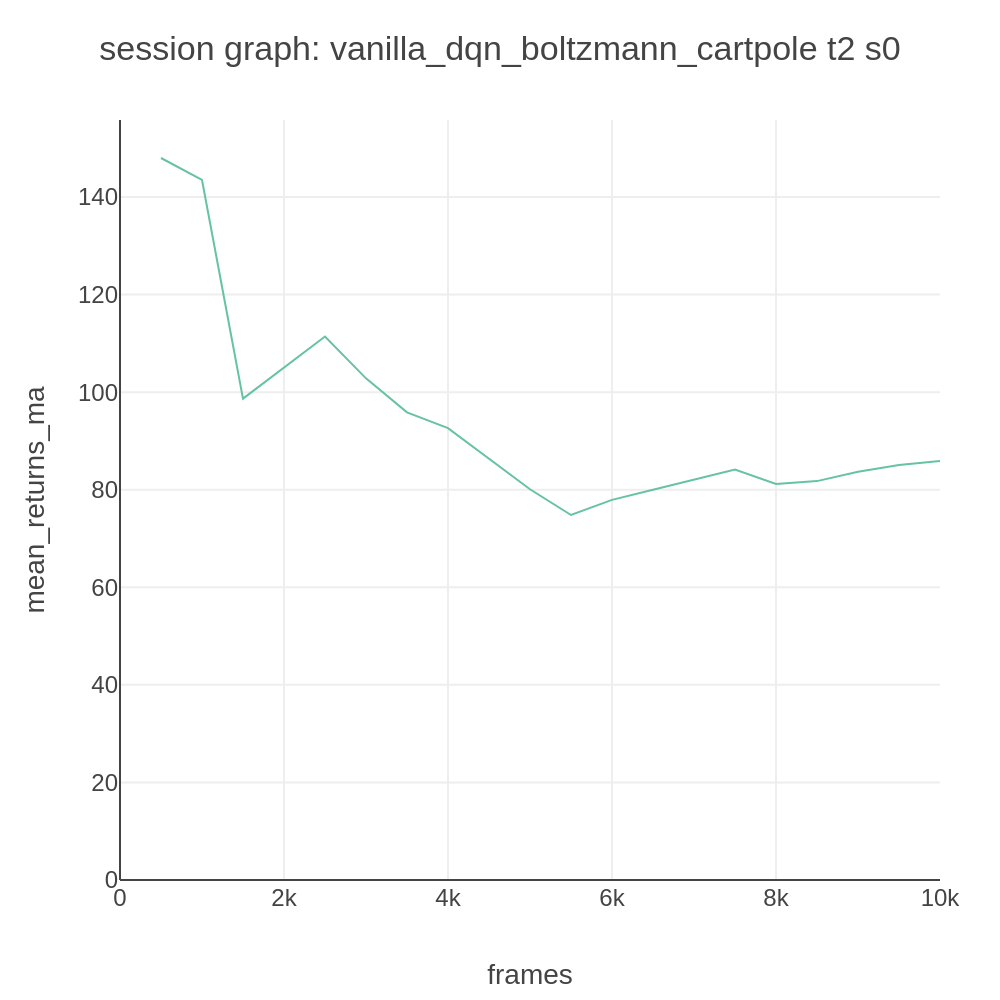 session graph: vanilla_dqn_boltzmann_cartpole t2 s0
mean_returns_ma
140
120
100
80
60
40
20
0
0 2k 4k 6k 8k 10k
frames